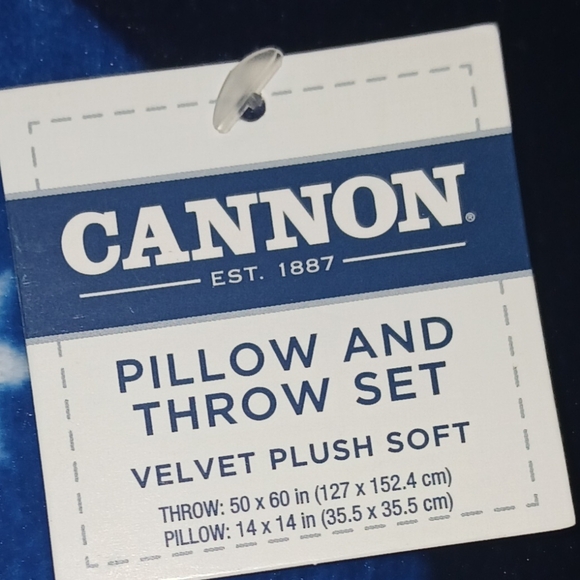 CANNON®
EST. 1887
PILLOW AND
THROW SET
VELVET PLUSH SOFT
THROW: 50 x 60 in (127 x 152.4 cm)
PILLOW: 14 x 14 in (35.5 x 35.5 cm)